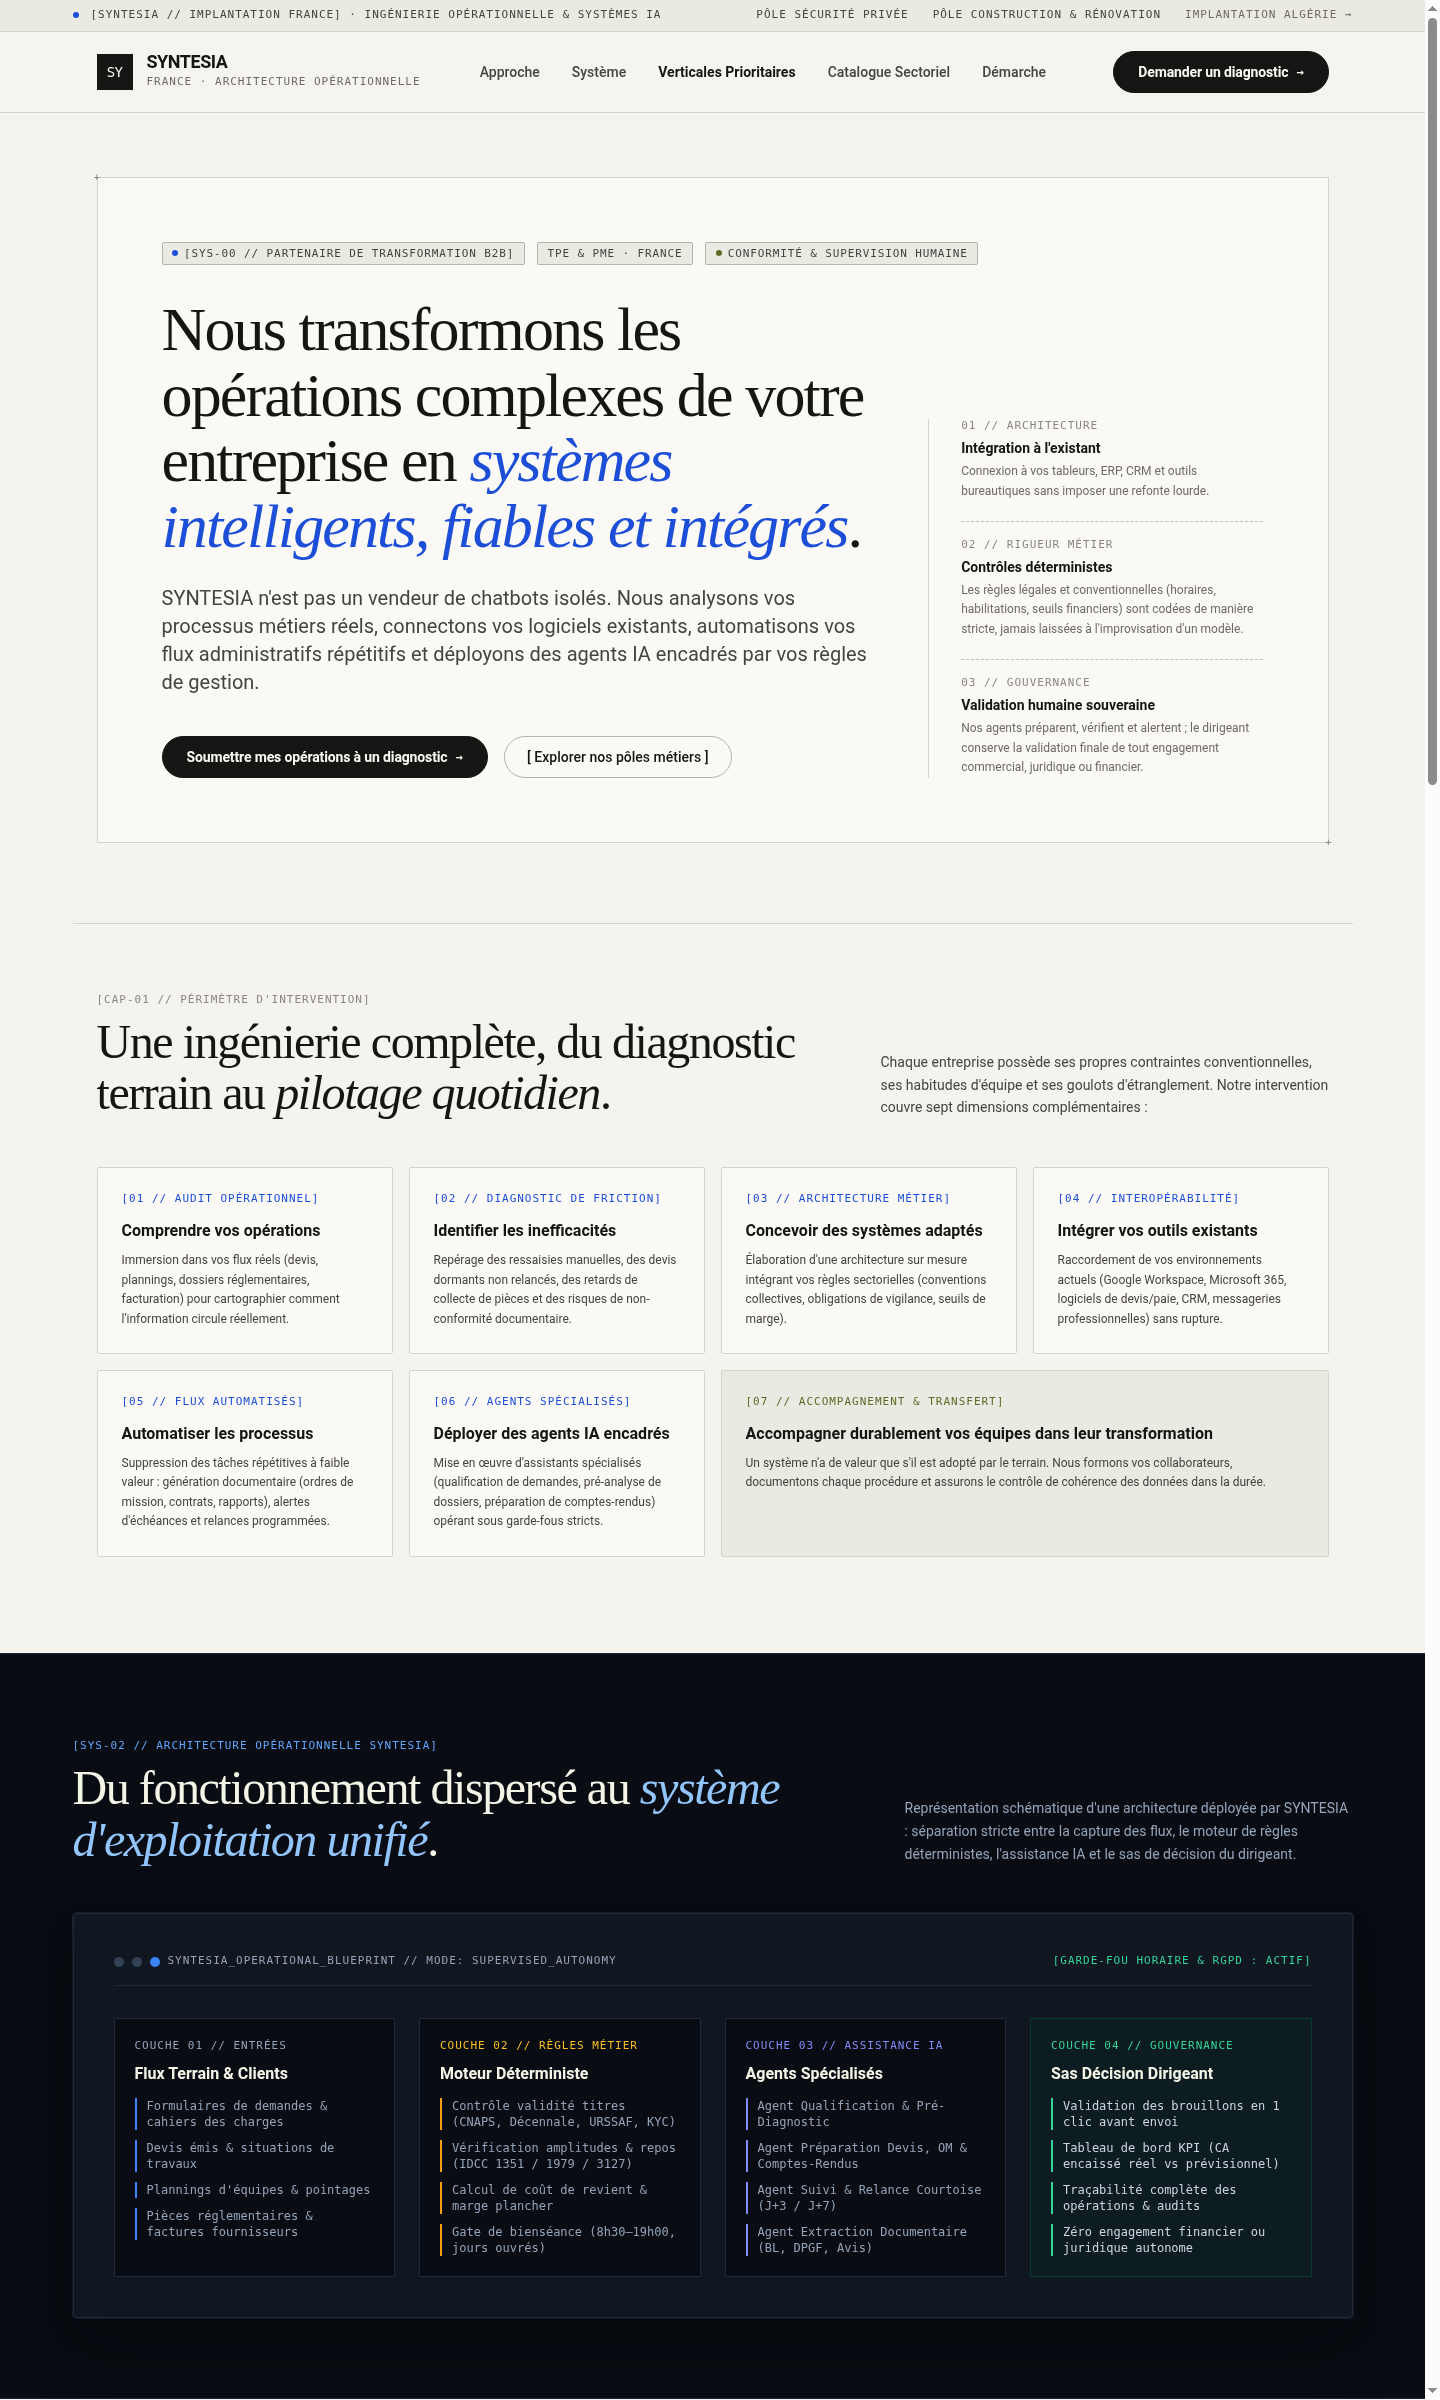 [SYNTESIA // IMPLANTATION FRANCE] · INGÉNIERIE OPÉRATIONNELLE & SYSTÈMES IA
PÔLE SÉCURITÉ PRIVÉE
PÔLE CONSTRUCTION & RÉNOVATION
IMPLANTATION ALGÉRIE →
SY
SYNTESIA
FRANCE · ARCHITECTURE OPÉRATIONNELLE
Approche
Système
Verticales Prioritaires
Catalogue Sectoriel
Démarche
Demander un diagnostic →
[SYS-00 // PARTENAIRE DE TRANSFORMATION B2B]
TPE & PME · FRANCE
CONFORMITÉ & SUPERVISION HUMAINE
Nous transformons les
opérations complexes de votre
entreprise en systèmes
intelligents, fiables et intégrés.
SYNTESIA n'est pas un vendeur de chatbots isolés. Nous analysons vos
processus métiers réels, connectons vos logiciels existants, automatisons vos
flux administratifs répétitifs et déployons des agents IA encadrés par vos règles
de gestion.
Soumettre mes opérations à un diagnostic →
[ Explorer nos pôles métiers ]
01 // ARCHITECTURE
Intégration à l'existant
Connexion à vos tableurs, ERP, CRM et outils
bureautiques sans imposer une refonte lourde.
02 // RIGUEUR MÉTIER
Contrôles déterministes
Les règles légales et conventionnelles (horaires,
habilitations, seuils financiers) sont codées de manière
stricte, jamais laissées à l'improvisation d'un modèle.
03 // GOUVERNANCE
Validation humaine souveraine
Nos agents préparent, vérifient et alertent ; le dirigeant
conserve la validation finale de tout engagement
commercial, juridique ou financier.
[CAP-01 // PÉRIMÈTRE D'INTERVENTION]
Une ingénierie complète, du diagnostic
terrain au pilotage quotidien.
Chaque entreprise possède ses propres contraintes conventionnelles,
ses habitudes d'équipe et ses goulots d'étranglement. Notre intervention
couvre sept dimensions complémentaires :
[01 // AUDIT OPÉRATIONNEL]
Comprendre vos opérations
Immersion dans vos flux réels (devis,
plannings, dossiers réglementaires,
facturation) pour cartographier comment
l'information circule réellement.
[02 // DIAGNOSTIC DE FRICTION]
Identifier les inefficacités
Repérage des ressaisies manuelles, des devis
dormants non relancés, des retards de
collecte de pièces et des risques de non-
conformité documentaire.
[03 // ARCHITECTURE MÉTIER]
Concevoir des systèmes adaptés
Élaboration d'une architecture sur mesure
intégrant vos règles sectorielles (conventions
collectives, obligations de vigilance, seuils de
marge).
[04 // INTEROPÉRABILITÉ]
Intégrer vos outils existants
Raccordement de vos environnements
actuels (Google Workspace, Microsoft 365,
logiciels de devis/paie, CRM, messageries
professionnelles) sans rupture.
[05 // FLUX AUTOMATISÉS]
Automatiser les processus
Suppression des tâches répétitives à faible
valeur : génération documentaire (ordres de
mission, contrats, rapports), alertes
d'échéances et relances programmées.
[06 // AGENTS SPÉCIALISÉS]
Déployer des agents IA encadrés
Mise en œuvre d'assistants spécialisés
(qualification de demandes, pré-analyse de
dossiers, préparation de comptes-rendus)
opérant sous garde-fous stricts.
[07 // ACCOMPAGNEMENT & TRANSFERT]
Accompagner durablement vos équipes dans leur transformation
Un système n'a de valeur que s'il est adopté par le terrain. Nous formons vos collaborateurs,
documentons chaque procédure et assurons le contrôle de cohérence des données dans la durée.
[SYS-02 // ARCHITECTURE OPÉRATIONNELLE SYNTESIA]
Du fonctionnement dispersé au système
d'exploitation unifié.
Représentation schématique d'une architecture déployée par SYNTESIA
: séparation stricte entre la capture des flux, le moteur de règles
déterministes, l'assistance IA et le sas de décision du dirigeant.
SYNTESIA_OPERATIONAL_BLUEPRINT // MODE: SUPERVISED_AUTONOMY
[GARDE-FOU HORAIRE & RGPD : ACTIF]
COUCHE 01 // ENTRÉES
Flux Terrain & Clients
Formulaires de demandes &
cahiers des charges
Devis émis & situations de
travaux
Plannings d'équipes & pointages
Pièces réglementaires &
factures fournisseurs
COUCHE 02 // RÈGLES MÉTIER
Moteur Déterministe
Contrôle validité titres
(CNAPS, Décennale, URSSAF, KYC)
Vérification amplitudes & repos
(IDCC 1351 / 1979 / 3127)
Calcul de coût de revient &
marge plancher
Gate de bienséance (8h30–19h00,
jours ouvrés)
COUCHE 03 // ASSISTANCE IA
Agents Spécialisés
Agent Qualification & Pré-
Diagnostic
Agent Préparation Devis, OM &
Comptes-Rendus
Agent Suivi & Relance Courtoise
(J+3 / J+7)
Agent Extraction Documentaire
(BL, DPGF, Avis)
COUCHE 04 // GOUVERNANCE
Sas Décision Dirigeant
Validation des brouillons en 1
clic avant envoi
Tableau de bord KPI (CA
encaissé réel vs prévisionnel)
Traçabilité complète des
opérations & audits
Zéro engagement financier ou
juridique autonome